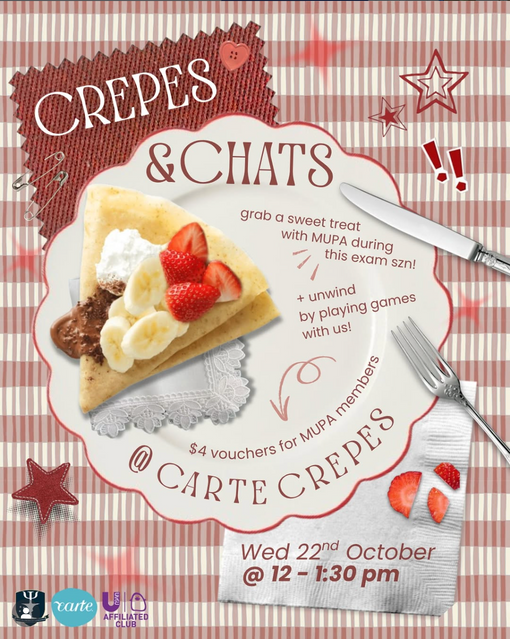 CREPES
&CHATS
grab a sweet treat
with MUPA during
this exam szn!
+ unwind
by playing games
with us!
$4 vouchers for MUPA members
@ CARTE CREPES
Wed 22nd October
@ 12 - 1:30 pm
carte
AFFILIATED
CLUB